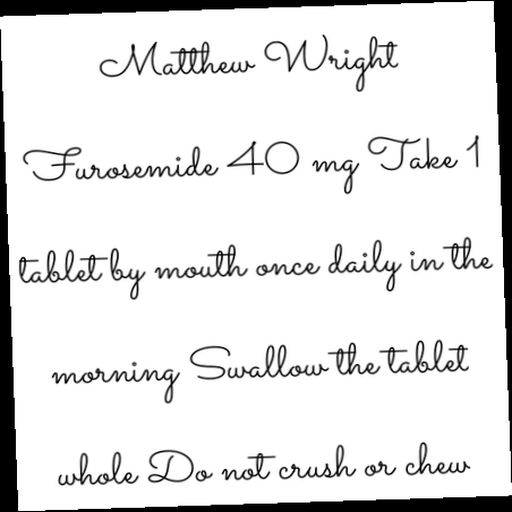 Matthew Wright
Furosemide 40 mg Take 1
tablet by mouth once daily in the
morning Swallow the tablet
whole Do not crush or chew